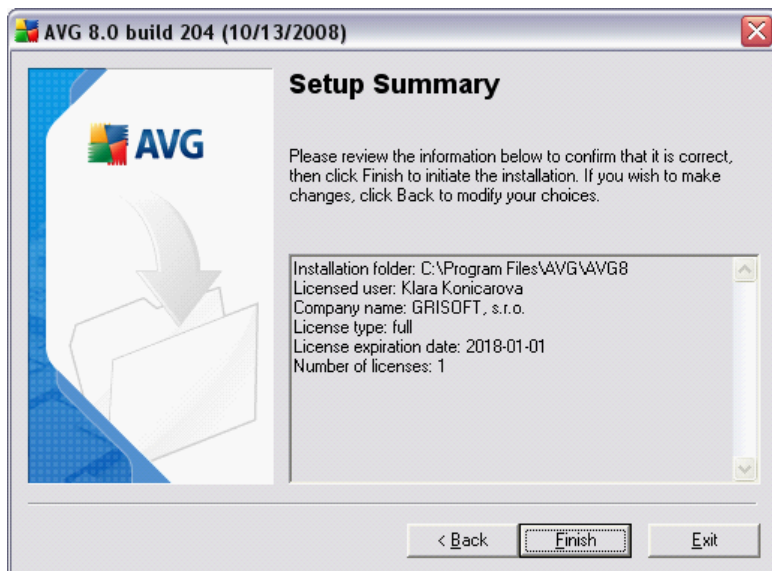 AVG 8.0 build 204 (10/13/2008)
AVG
Setup Summary
Please review the information below to confirm that it is correct,
then click Finish to initiate the installation. If you wish to make
changes, click Back to modify your choices.
Installation folder: C:\Program Files\AVG\AVG8
Licensed user: Klara Konicarova
Company name: GRISOFT, s.r.o.
License type: full
License expiration date: 2018-01-01
Number of licenses: 1
< Back
Finish
Exit